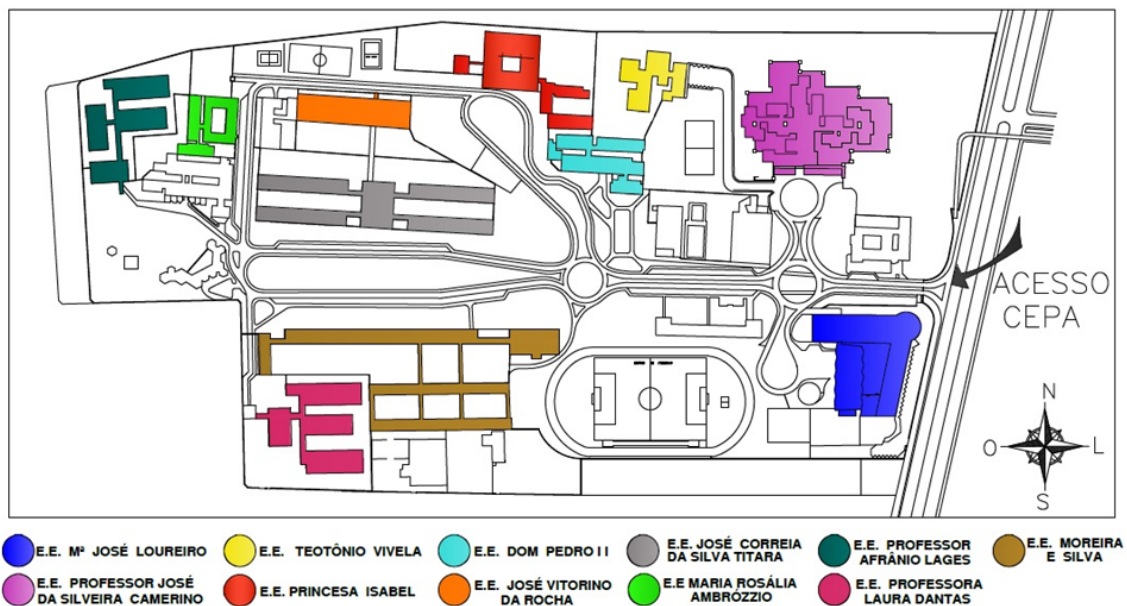 ACESSO
CEPA
N
O
L
S
E.E. Mª JOSÉ LOUREIRO
E.E. TEOTÔNIO VIVELA
E.E. DOM PEDRO II
E.E. JOSÉ CORREIA
DA SILVA TITARA
E.E. PROFESSOR
AFRÂNIO LAGES
E.E. MOREIRA
E SILVA
E.E. PROFESSOR JOSÉ
DA SILVEIRA CAMERINO
E.E. PRINCESA ISABEL
E.E. JOSÉ VITORINO
DA ROCHA
E.E MARIA ROSÁLIA
AMBRÓZZIO
E.E. PROFESSORA
LAURA DANTAS